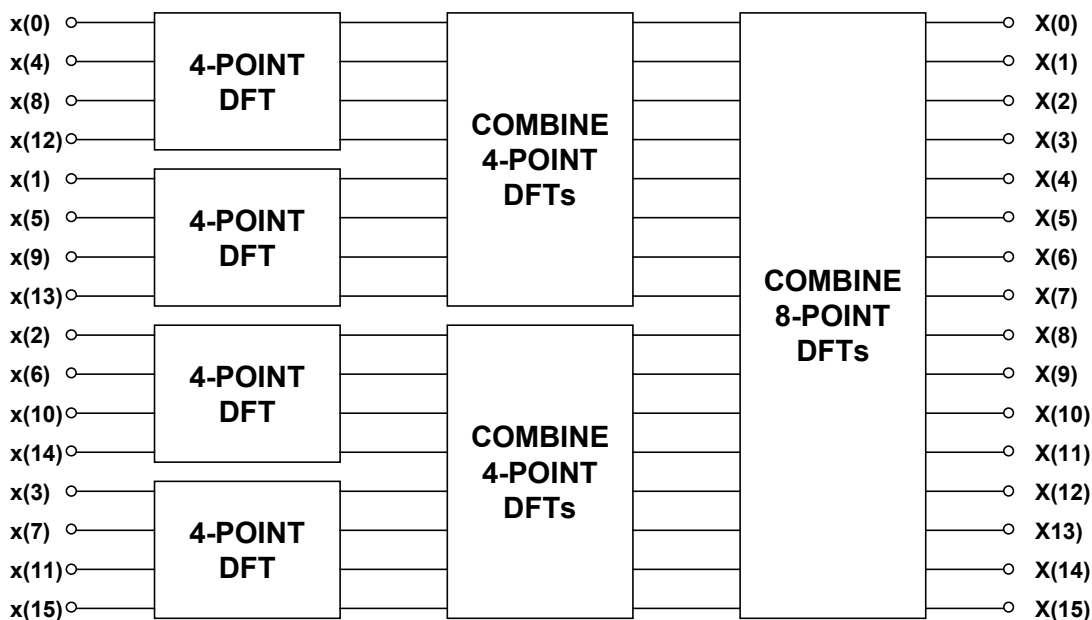 x(0)
x(4)
x(8)
x(12)
x(1)
x(5)
x(9)
x(13)
x(2)
x(6)
x(10)
x(14)
x(3)
x(7)
x(11)
x(15)
4-POINT
DFT
4-POINT
DFT
4-POINT
DFT
4-POINT
DFT
COMBINE
4-POINT
DFTs
COMBINE
4-POINT
DFTs
COMBINE
8-POINT
DFTs
X(0)
X(1)
X(2)
X(3)
X(4)
X(5)
X(6)
X(7)
X(8)
X(9)
X(10)
X(11)
X(12)
X13)
X(14)
X(15)